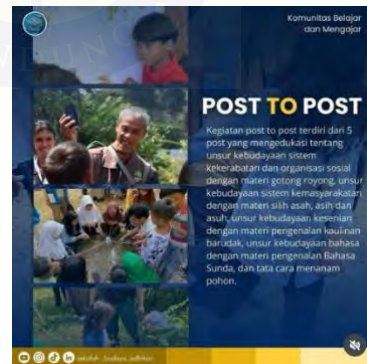 Komunitas Belajar
dan Mengajar
POST TO POST
Kegiatan post to post terdiri dari 5
post yang mengedukasi tentang
unsur kebudayaan sistem
kekerabatan dan organisasi sosial
dengan materi gotong royong, unsur
kebudayaan sistem kemasyarakatan
dengan materi silih asah, asih dan
asuh, unsur kebudayaan kesenian
dengan materi pengenalan kaulinan
barudak, unsur kebudayaan bahasa
dengan materi pengenalan Bahasa
Sunda, dan tata cara menanam
pohon.